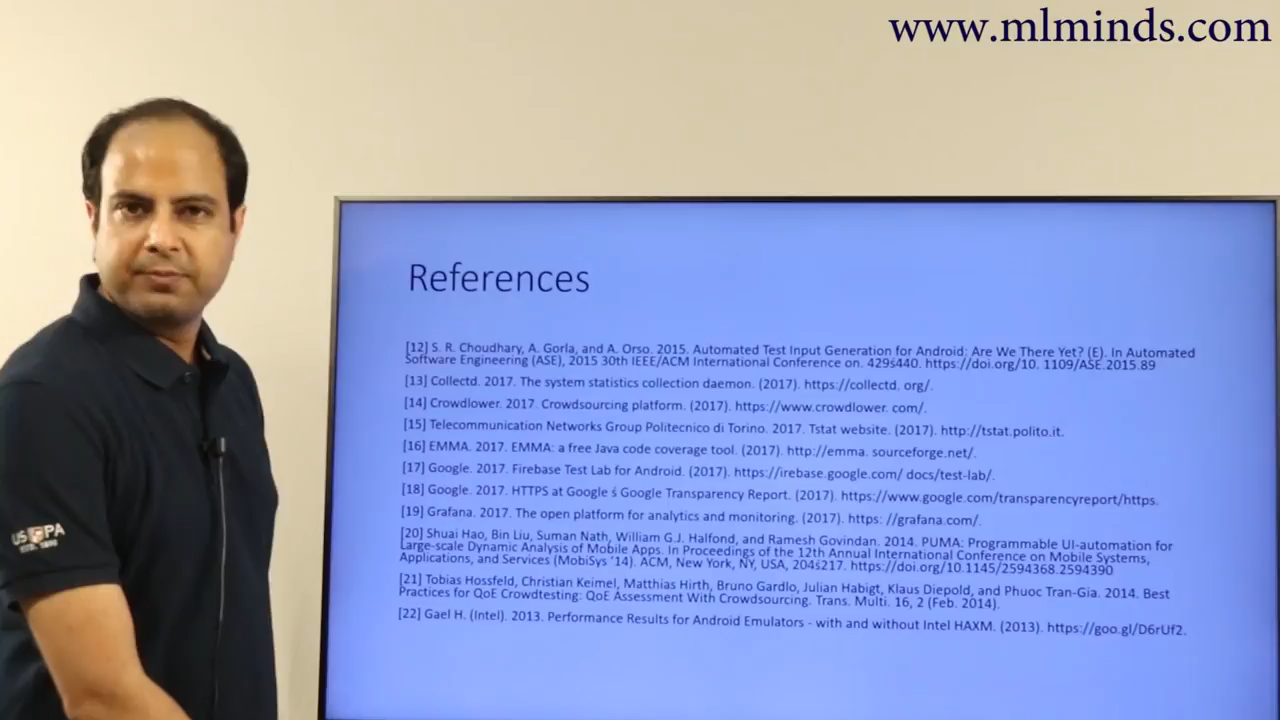 www.mlminds.com
References
[12] S. R. Choudhary, A. Gorla, and A. Orso. 2015. Automated Test Input Generation for Android: Are We There Yet? (E). In Automated
Software Engineering (ASE), 2015 30th IEEE/ACM International Conference on. 429ś440. https://doi.org/10. 1109/ASE.2015.89
[13] Collectd. 2017. The system statistics collection daemon. (2017). https://collectd. org/.
[14] Crowdlower. 2017. Crowdsourcing platform. (2017). https://www.crowdlower. com/.
[15] Telecommunication Networks Group Politecnico di Torino. 2017. Tstat website. (2017). http://tstat.polito.it.
[16] EMMA. 2017. EMMA: a free Java code coverage tool. (2017). http://emma. sourceforge.net/.
[17] Google. 2017. Firebase Test Lab for Android. (2017). https://irebase.google.com/ docs/test-lab/.
[18] Google. 2017. HTTPS at Google ś Google Transparency Report. (2017). https://www.google.com/transparencyreport/https.
[19] Grafana. 2017. The open platform for analytics and monitoring. (2017). https: //grafana.com/.
[20] Shuai Hao, Bin Liu, Suman Nath, William G.J. Halfond, and Ramesh Govindan. 2014. PUMA: Programmable UI-automation for
Large-scale Dynamic Analysis of Mobile Apps. In Proceedings of the 12th Annual International Conference on Mobile Systems,
Applications, and Services (MobiSys '14). ACM, New York, NY, USA, 204ś217. https://doi.org/10.1145/2594368.2594390
[21] Tobias Hossfeld, Christian Keimel, Matthias Hirth, Bruno Gardlo, Julian Habigt, Klaus Diepold, and Phuoc Tran-Gia. 2014. Best
Practices for QoE Crowdtesting: QoE Assessment With Crowdsourcing. Trans. Multi. 16, 2 (Feb. 2014).
[22] Gael H. (Intel). 2013. Performance Results for Android Emulators - with and without Intel HAXM. (2013). https://goo.gl/D6rUf2.
US PA
ESTD. 1890